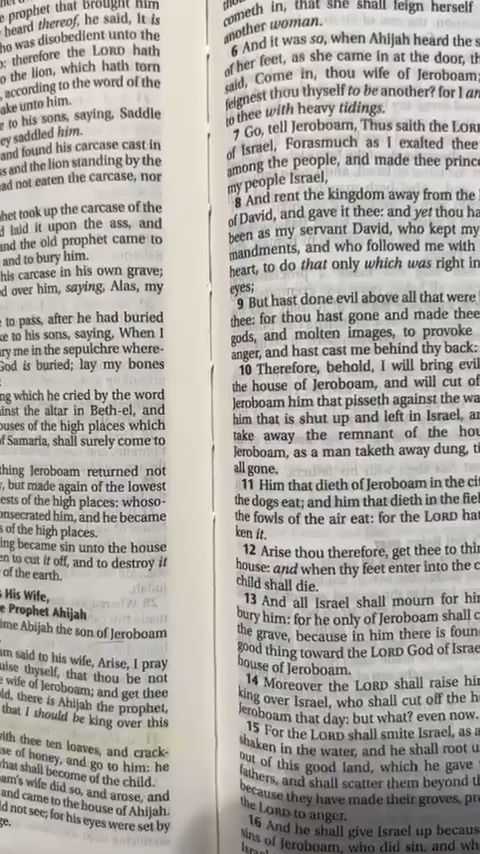 prophet that brought him
heard thereof, he said, It is
who was disobedient unto the
: therefore the LORD hath
o the lion, which hath torn
, according to the word of the
ake unto him.
e to his sons, saying, Saddle
ey saddled him.
and found his carcase cast in
ss and the lion standing by the
ad not eaten the carcase, nor
het took up the carcase of the
d laid it upon the ass, and
and the old prophet came to
and to bury him.
his carcase in his own grave;
d over him, saying, Alas, my
to pass, after he had buried
ke to his sons, saying, When I
ry me in the sepulchre where-
God is buried; lay my bones
ng which he cried by the word
inst the altar in Beth-el, and
ouses of the high places which
f Samaria, shall surely come to
thing Jeroboam returned not
, but made again of the lowest
ests of the high places: whoso-
onsecrated him, and he became
s of the high places.
ing became sin unto the house
en to cut it off, and to destroy it
of the earth.
His Wife,
e Prophet Ahijah
ime Abijah the son of Jeroboam
am said to his wife, Arise, I pray
uise thyself, that thou be not
wife of Jeroboam; and get thee
ld, there is Ahijah the prophet,
that I should be king over this
with thee ten loaves, and crack-
se of honey, and go to him: he
what shall become of the child.
am's wife did so, and arose, and
and came to the house of Ahijah.
ld not see; for his eyes were set by
ge.
cometh in, that she shall feign herself
another woman.
6 And it was so, when Ahijah heard the s
of her feet, as she came in at the door, th
said, Come in, thou wife of Jeroboam;
feignest thou thyself to be another? for I am
to thee with heavy tidings.
7 Go, tell Jeroboam, Thus saith the LORD
of Israel, Forasmuch as I exalted thee
among the people, and made thee prince
my people Israel,
8 And rent the kingdom away from the
of David, and gave it thee: and yet thou ha
been as my servant David, who kept my
mandments, and who followed me with
heart, to do that only which was right in
eyes;
9 But hast done evil above all that were
thee: for thou hast gone and made thee
gods, and molten images, to provoke
anger, and hast cast me behind thy back:
10 Therefore, behold, I will bring evil
the house of Jeroboam, and will cut of
Jeroboam him that pisseth against the wa
him that is shut up and left in Israel, an
take away the remnant of the hou
Jeroboam, as a man taketh away dung, ti
all gone.
11 Him that dieth of Jeroboam in the cit
the dogs eat; and him that dieth in the fiel
the fowls of the air eat: for the LORD hat
ken it.
12 Arise thou therefore, get thee to thin
house: and when thy feet enter into the c
child shall die.
13 And all Israel shall mourn for hi
bury him: for he only of Jeroboam shall c
the grave, because in him there is foun
good thing toward the LORD God of Israe
house of Jeroboam.
14 Moreover the LORD shall raise hi
king over Israel, who shall cut off the h
Jeroboam that day: but what? even now.
15 For the LORD shall smite Israel, as a
shaken in the water, and he shall root u
out of this good land, which he gave
fathers, and shall scatter them beyond th
because they have made their groves, pro
the LORD to anger.
16 And he shall give Israel up becaus
sins of Jeroboam, who did sin, and wh